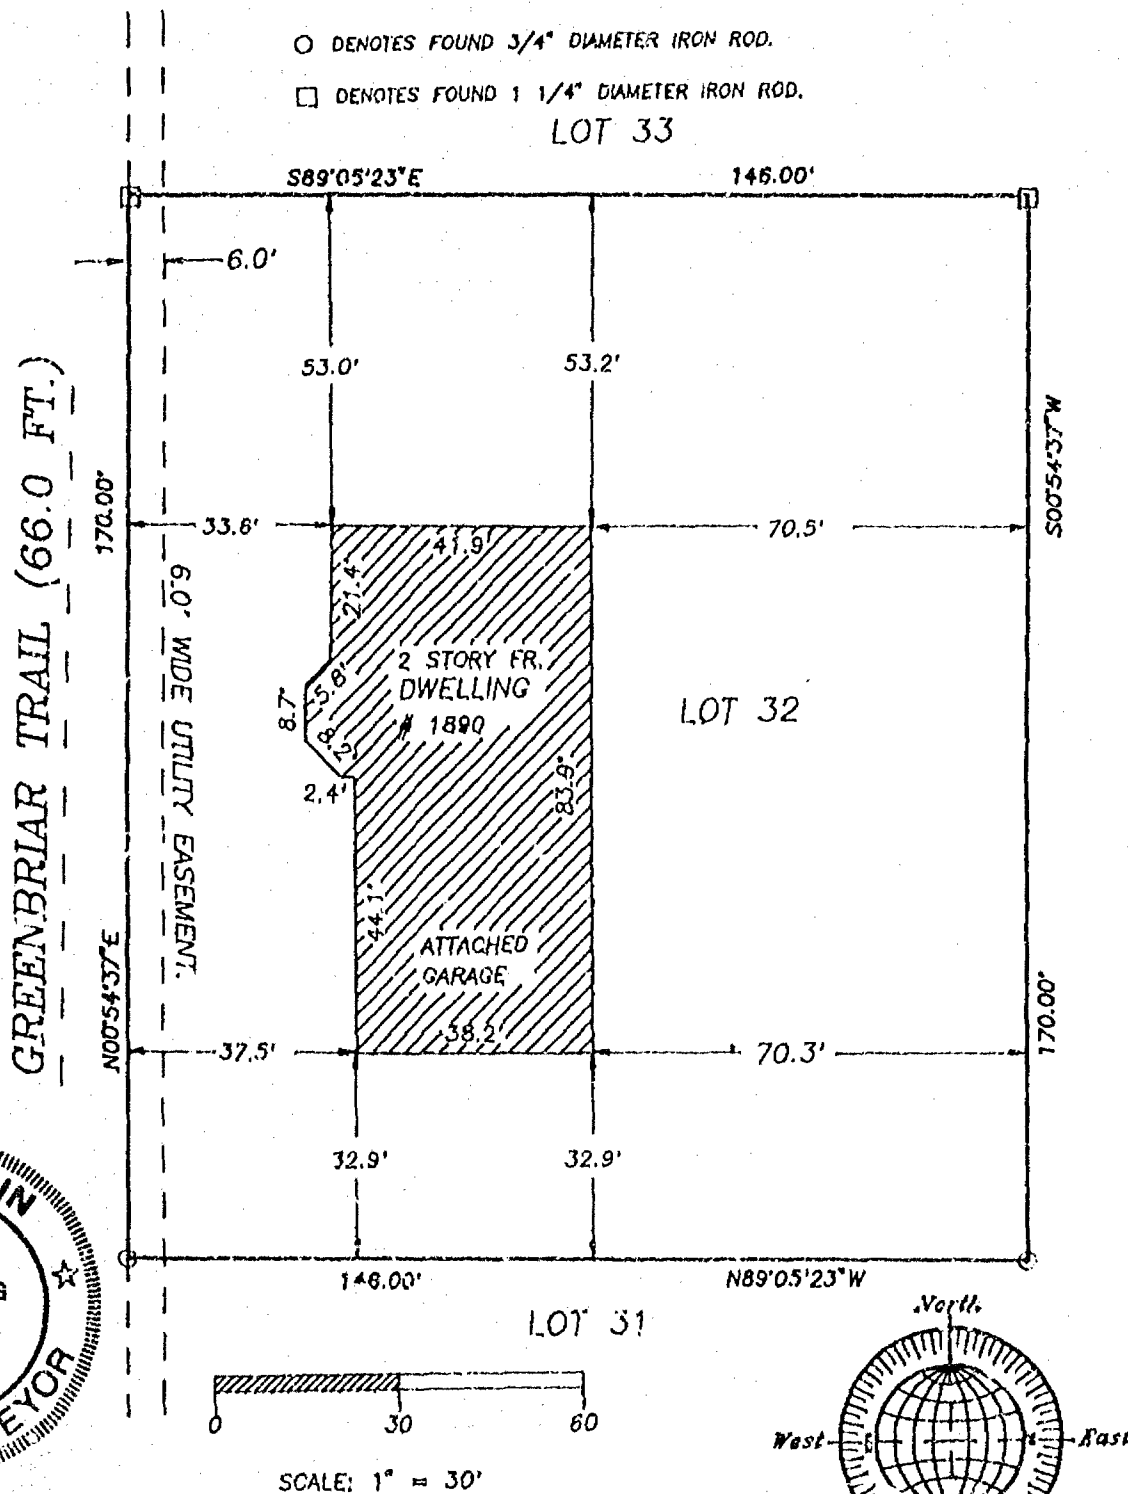 DENOTES FOUND 3/4" DIAMETER IRON ROD.
DENOTES FOUND 1 1/4" DIAMETER IRON ROD.
LOT 33
S89°05'23"E
146.00'
6.0'
53.0'
53.2'
GREENBRIAR TRAIL (66.0 FT.)
170.00'
S00°54'37"W
33.6'
41.9'
70.5'
21.4'
6.0' WIDE UTILITY EASEMENT.
2 STORY FR.
DWELLING
# 1890
5.8'
8.7'
8.2'
2.4'
LOT 32
83.9'
44.1'
ATTACHED
GARAGE
N00°54'37"E
38.2'
37.5'
70.3'
170.00'
32.9'
32.9'
146.00'
N89°05'23"W
LOT 31
0 30 60
SCALE: 1" = 30'
North
West
East